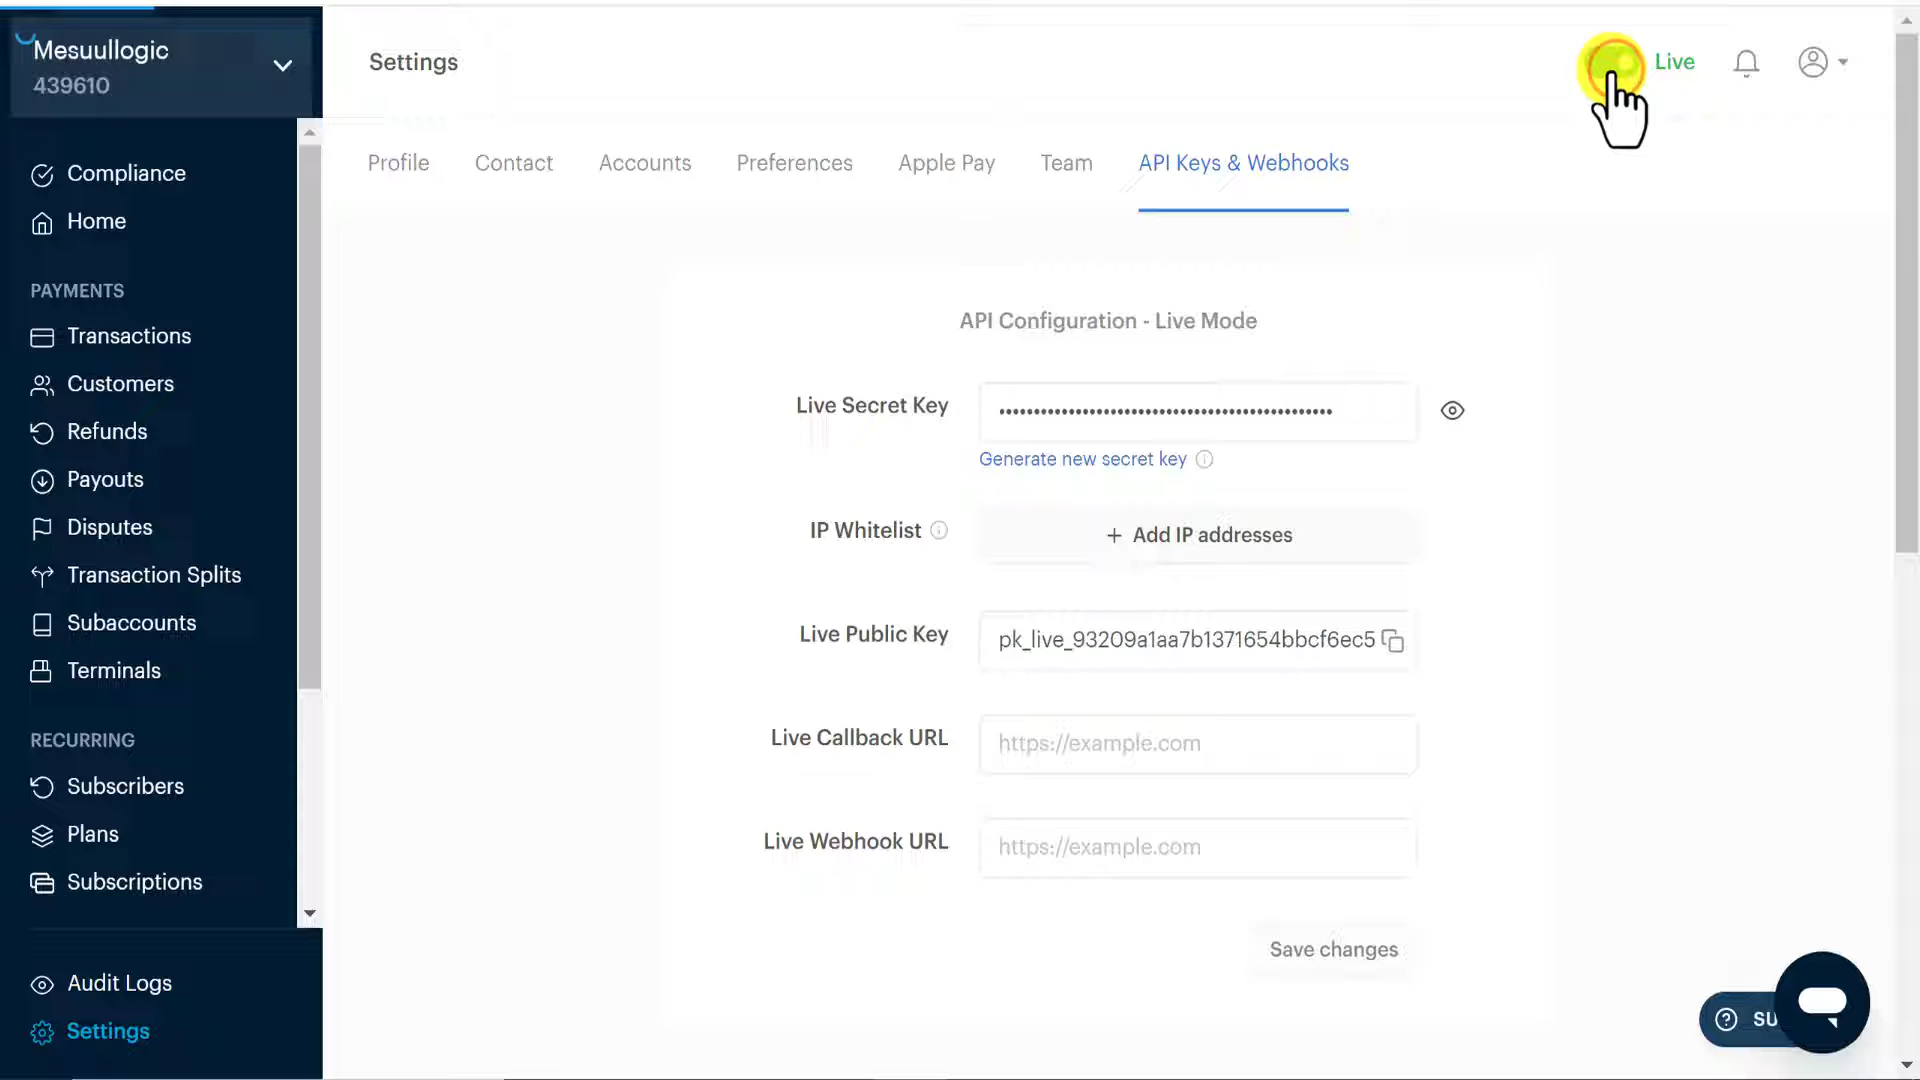 Mesuullogic
439610
Settings
Live
Profile
Contact
Accounts
Preferences
Apple Pay
Team
API Keys & Webhooks
Compliance
Home
PAYMENTS
Transactions
Customers
Refunds
Payouts
Disputes
Transaction Splits
Subaccounts
Terminals
RECURRING
Subscribers
Plans
Subscriptions
Audit Logs
Settings
API Configuration - Live Mode
Live Secret Key
••••••••••••••••••••••••••••••••••••••••••••••••
Generate new secret key
IP Whitelist
+ Add IP addresses
Live Public Key
pk_live_93209a1aa7b1371654bbcf6ec5
Live Callback URL
https://example.com
Live Webhook URL
https://example.com
Save changes
SU